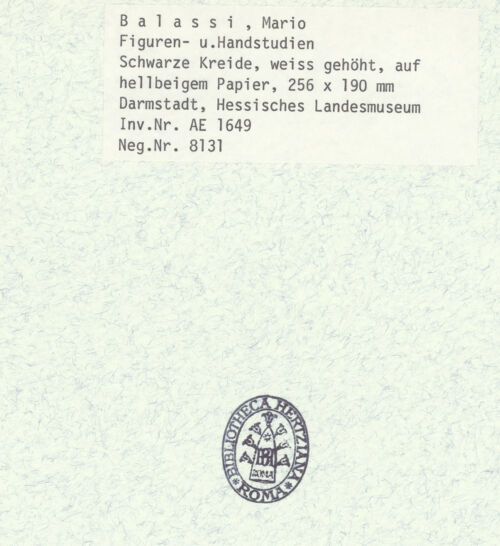 B a l a s s i , Mario
Figuren- u.Handstudien
Schwarze Kreide, weiss gehöht, auf
hellbeigem Papier, 256 x 190 mm
Darmstadt, Hessisches Landesmuseum
Inv.Nr. AE 1649
Neg.Nr. 8131
BIBLIOTHECA HERTZIANA
ROMA